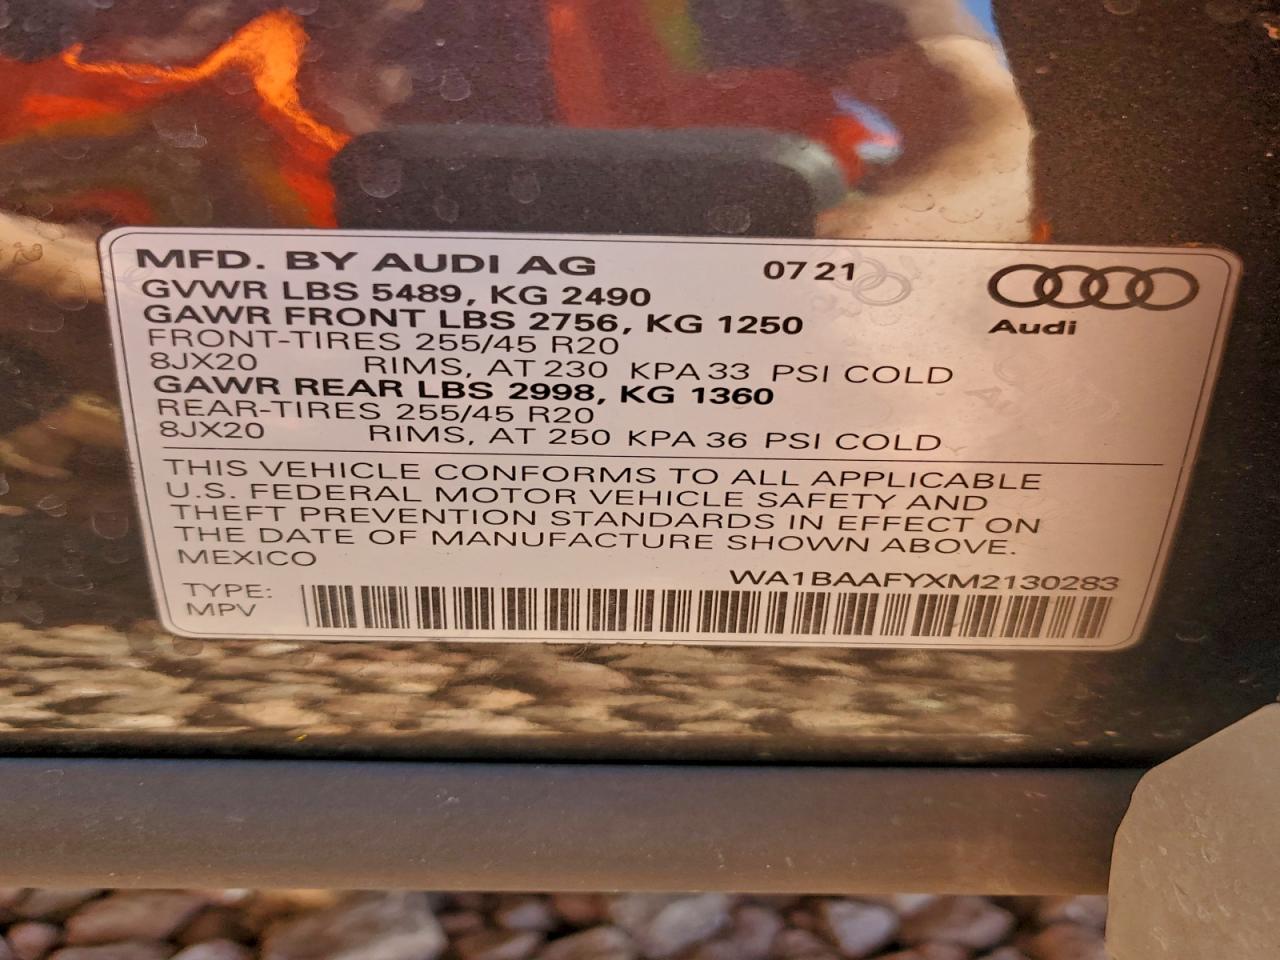 MFD. BY AUDI AG 07 21
GVWR LBS 5489, KG 2490
GAWR FRONT LBS 2756, KG 1250
Audi
FRONT-TIRES 255/45 R20
8JX20 RIMS, AT 230 KPA 33 PSI COLD
GAWR REAR LBS 2998, KG 1360
REAR-TIRES 255/45 R20
8JX20 RIMS, AT 250 KPA 36 PSI COLD
THIS VEHICLE CONFORMS TO ALL APPLICABLE
U.S. FEDERAL MOTOR VEHICLE SAFETY AND
THEFT PREVENTION STANDARDS IN EFFECT ON
THE DATE OF MANUFACTURE SHOWN ABOVE.
MEXICO
WA1BAAFYXM2130283
TYPE:
MPV